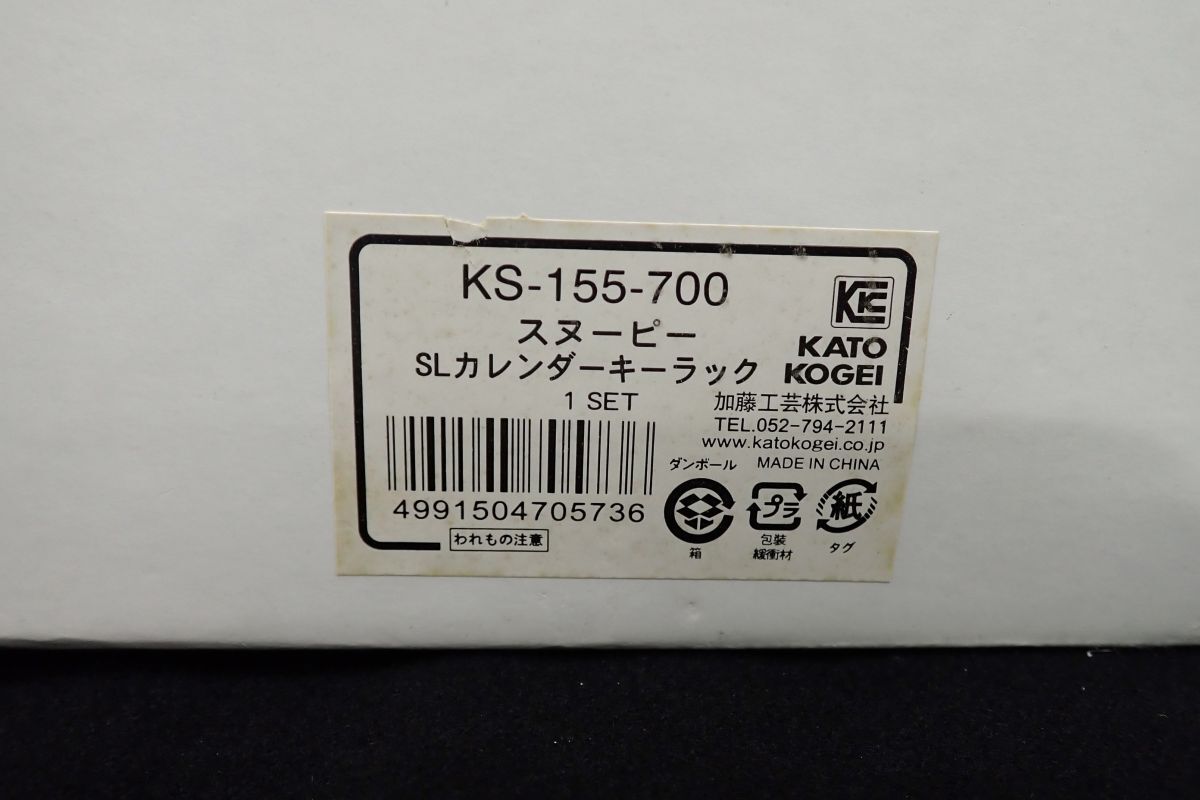 KS-155-700
スヌーピー
SLカレンダーキーラック
1 SET
KC
KATO
KOGEI
加藤工芸株式会社
TEL.052-794-2111
www.katokogei.co.jp
ダンボール MADE IN CHINA
4991504705736
プラ
紙
箱
包装
緩衝材
タグ
われもの注意